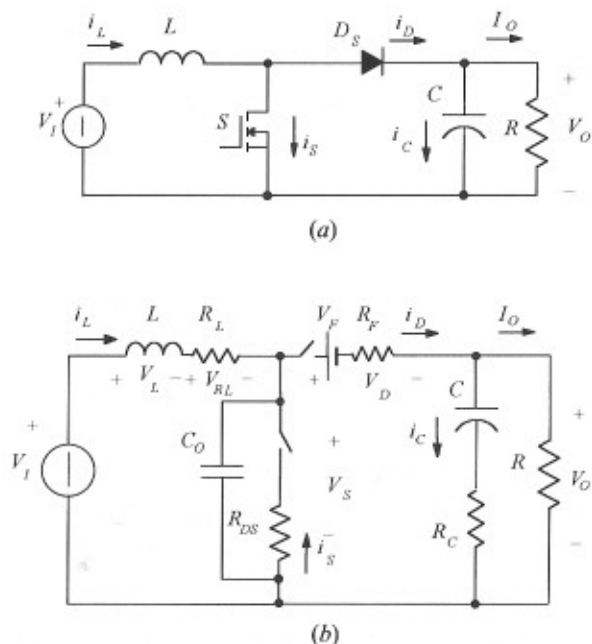 i_L L D_S i_D I_O
V_I + S i_S i_C C R + V_O −
(a)
i_L L R_L V_F R_F i_D I_O
+ V_L − + V_RL − + V_D −
+ V_I C_O R_DS i_S + V_S − i_C C R_C R + V_O −
(b)